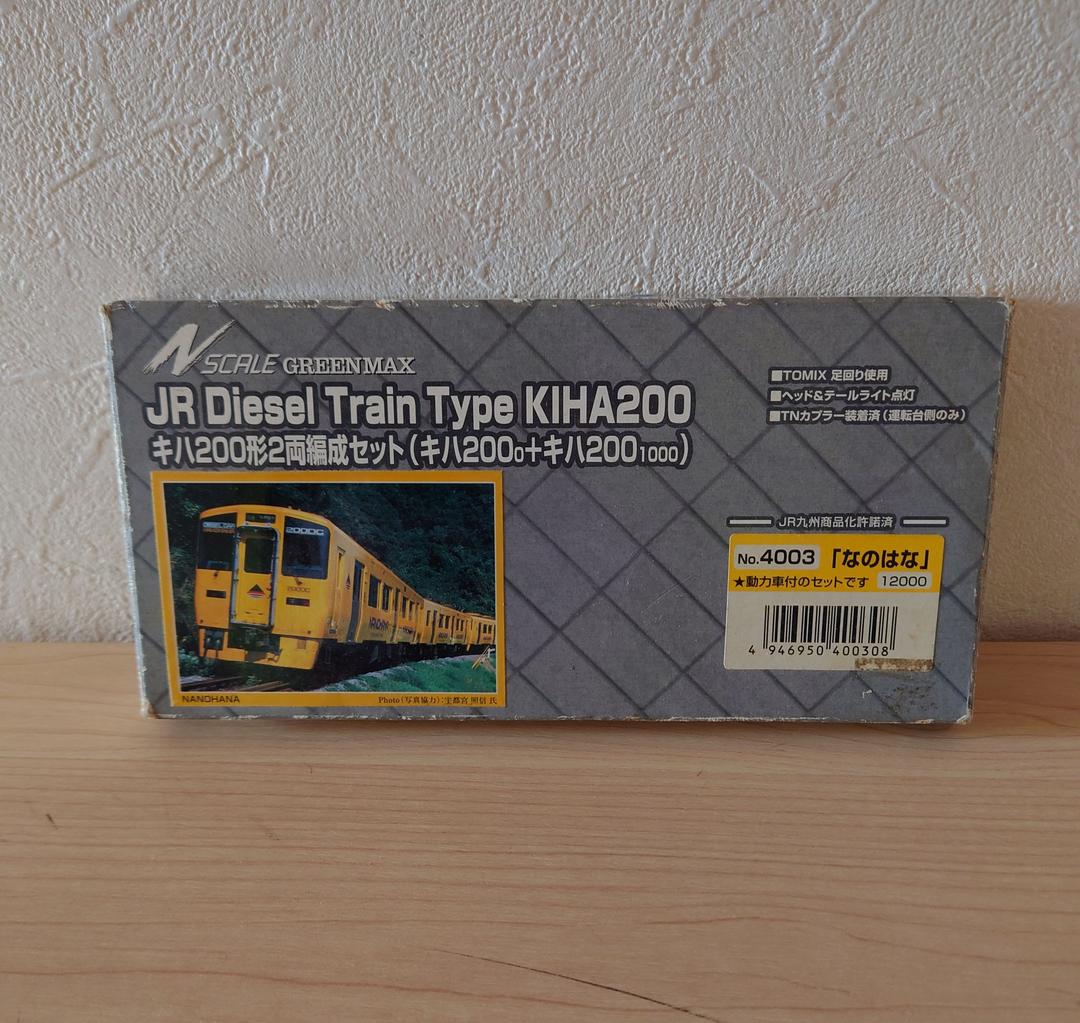 N SCALE GREENMAX
JR Diesel Train Type KIHA200
キハ200形2両編成セット(キハ200₀+キハ200₁₀₀₀)
■TOMIX 足回り使用
■ヘッド&テールライト点灯
■TNカプラー装着済(運転台側のみ)
JR九州商品化許諾済
No.4003 「なのはな」
★動力車付のセットです 12000
4 946950 400308
200DC
200DC
NANOHANA
NANOHANA
Photo(写真協力):宇都宮 照信 氏